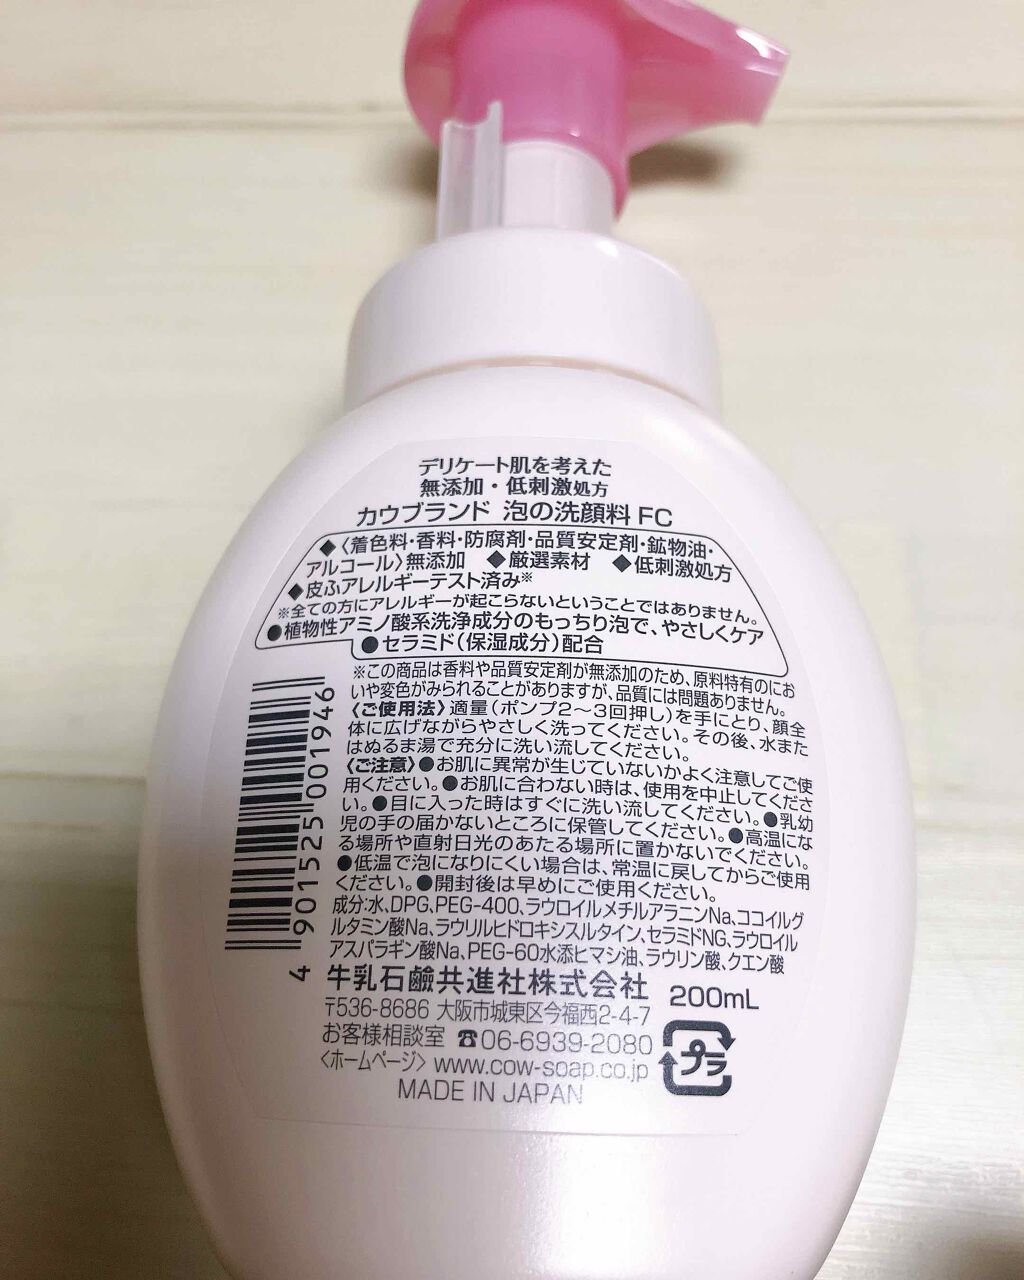 デリケート肌を考えた
無添加・低刺激処方
カウブランド 泡の洗顔料 FC
◆〈着色料・香料・防腐剤・品質安定剤・鉱物油・
アルコール〉無添加 ◆厳選素材 ◆低刺激処方
◆皮ふアレルギーテスト済み※
※全ての方にアレルギーが起こらないということではありません。
●植物性アミノ酸系洗浄成分のもっちり泡で、やさしくケア
●セラミド（保湿成分）配合
※この商品は香料や品質安定剤が無添加のため、原料特有のにお
いや変色がみられることがありますが、品質には問題ありません。
〈ご使用法〉適量（ポンプ2〜3回押し）を手にとり、顔全
体に広げながらやさしく洗ってください。その後、水また
はぬるま湯で充分に洗い流してください。
〈ご注意〉●お肌に異常が生じていないかよく注意してご使
用ください。●お肌に合わない時は、使用を中止してくださ
い。●目に入った時はすぐに洗い流してください。●乳幼
児の手の届かないところに保管してください。●高温にな
る場所や直射日光のあたる場所に置かないでください。
●低温で泡になりにくい場合は、常温に戻してからご使用
ください。●開封後は早めにご使用ください。
成分:水、DPG、PEG-400、ラウロイルメチルアラニンNa、ココイルグ
ルタミン酸Na、ラウリルヒドロキシスルタイン、セラミドNG、ラウロイル
アスパラギン酸Na、PEG-60水添ヒマシ油、ラウリン酸、クエン酸
牛乳石鹼共進社株式会社 200mL
〒536-8686 大阪市城東区今福西2-4-7
お客様相談室 ☎06-6939-2080
〈ホームページ〉www.cow-soap.co.jp
MADE IN JAPAN
プラ
4 901525 001946